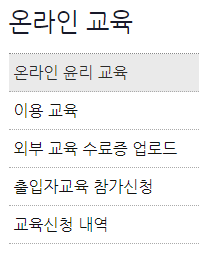 온라인 교육
온라인 윤리 교육
이용 교육
외부 교육 수료증 업로드
출입자교육 참가신청
교육신청 내역